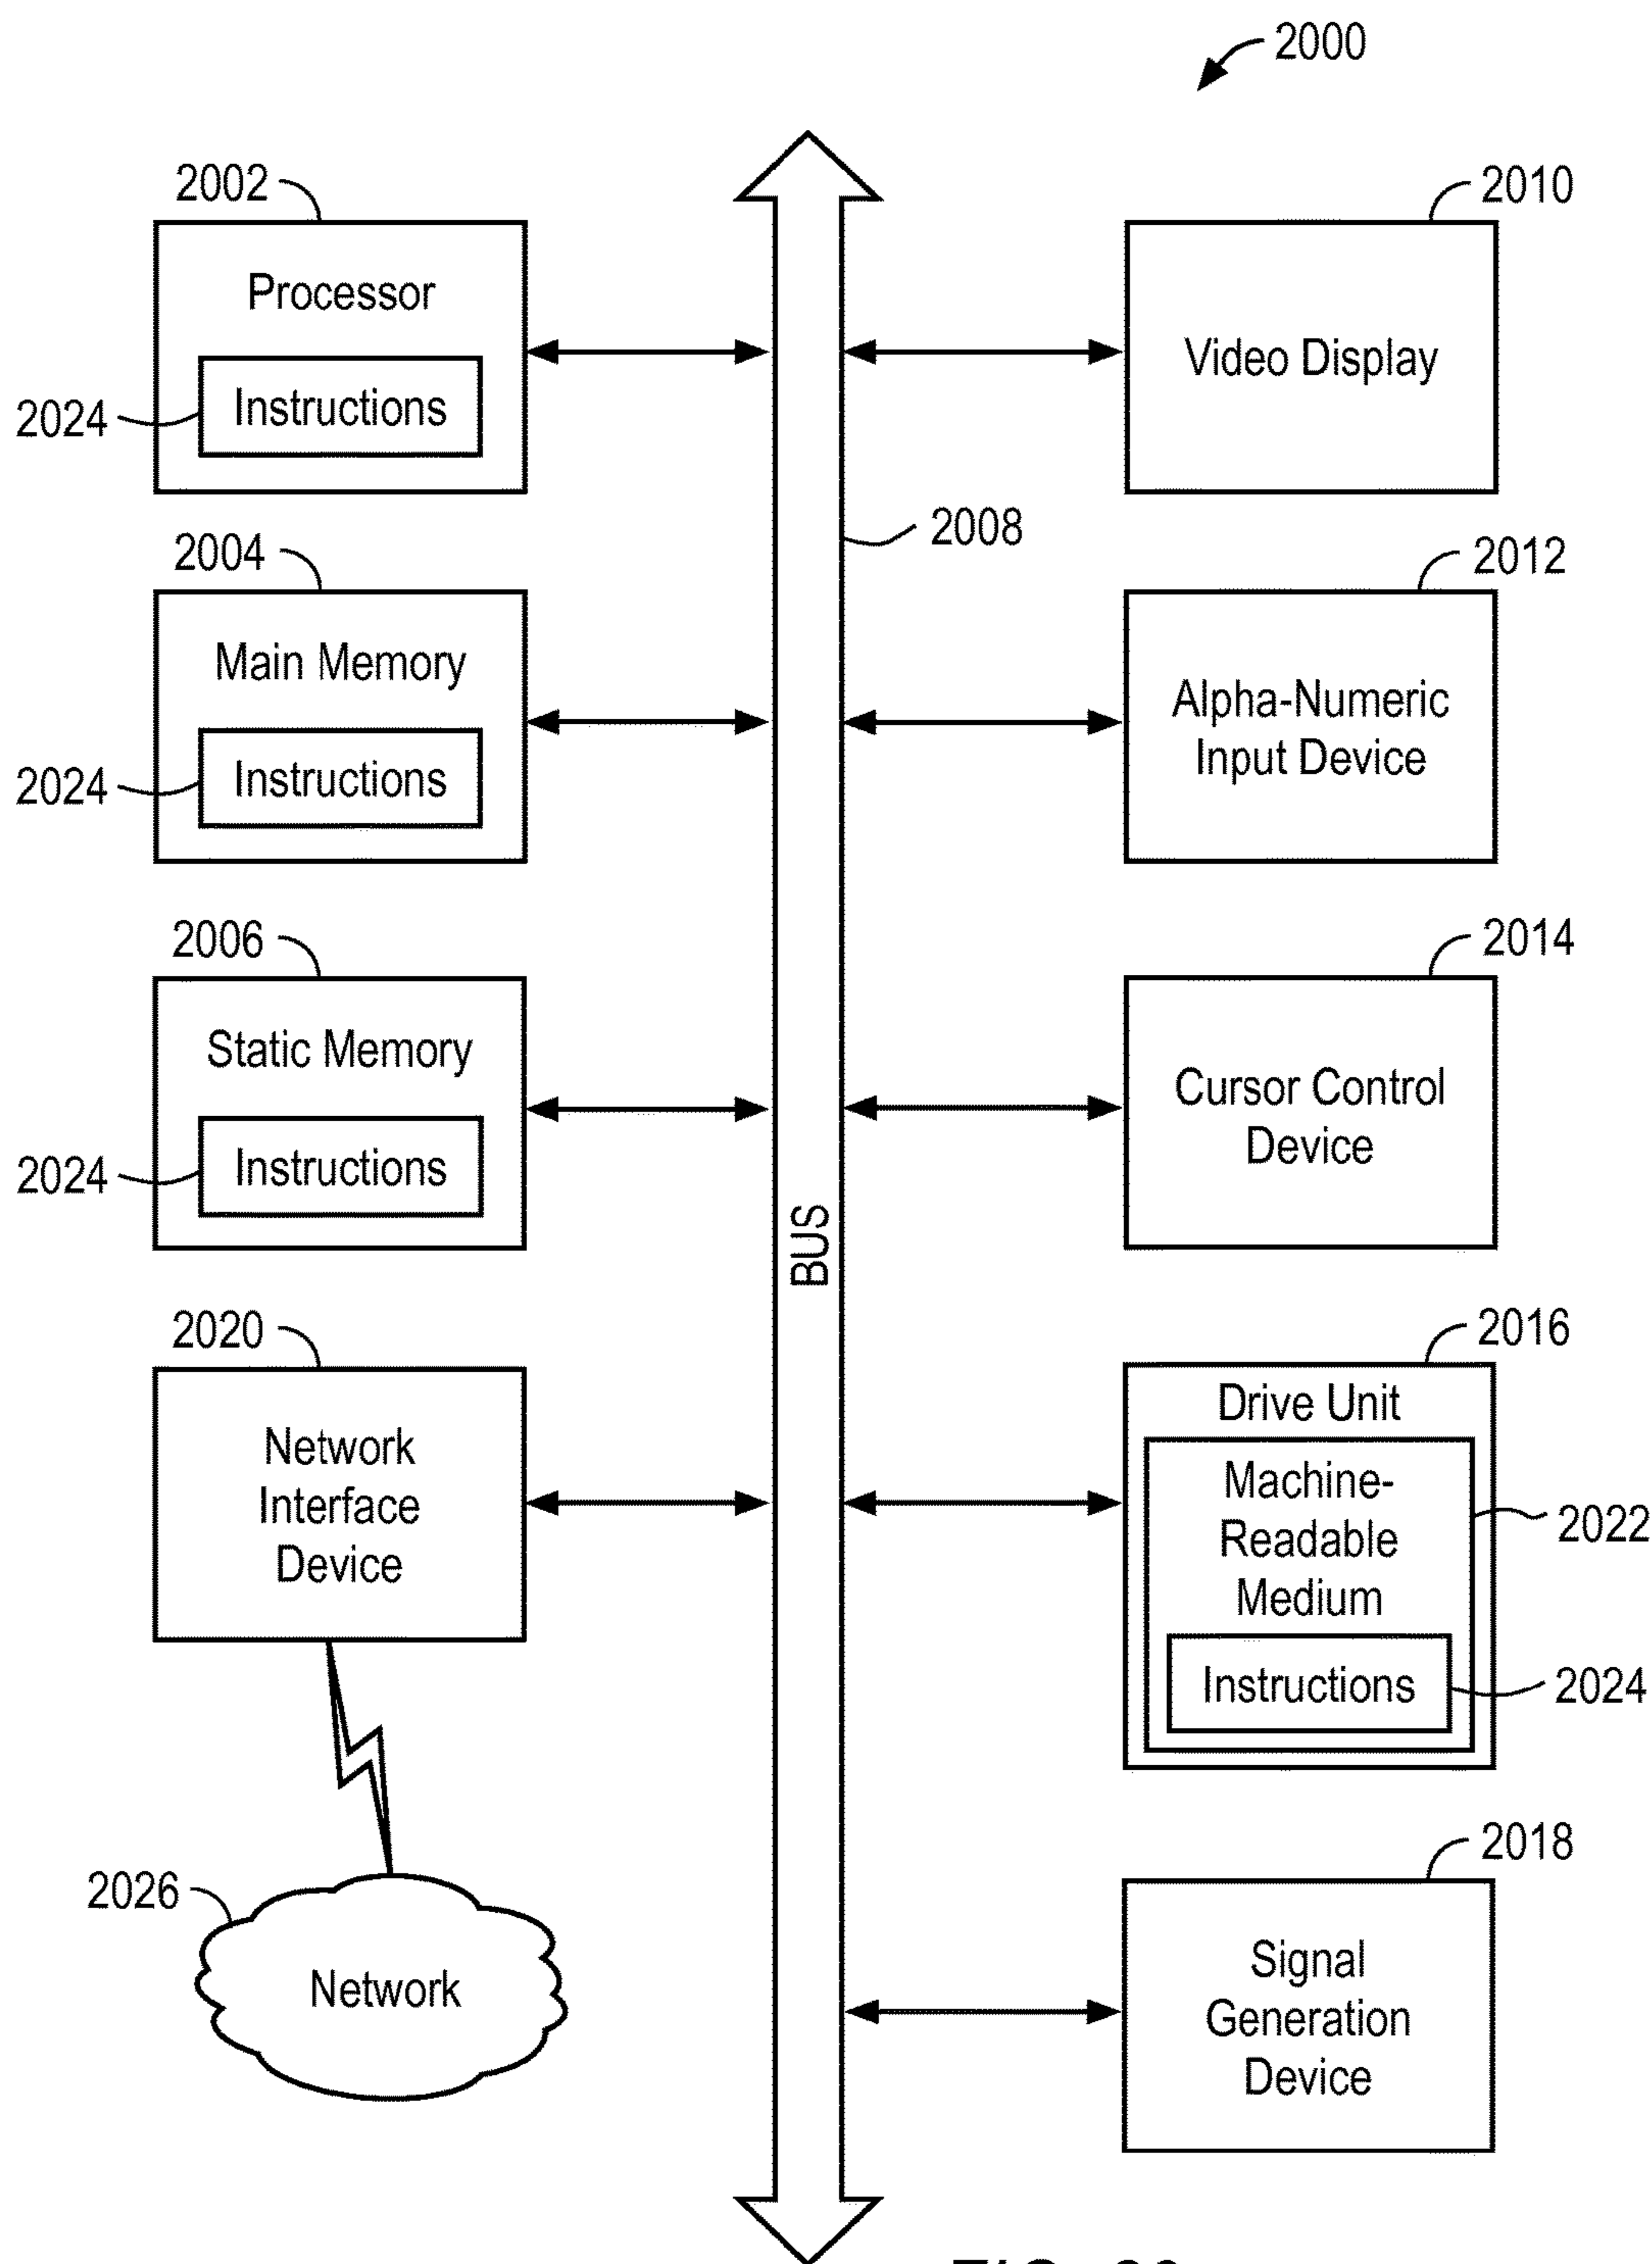 2000
2002
Processor
Instructions
2024
2010
Video Display
2008
2004
Main Memory
Instructions
2024
2012
Alpha-Numeric
Input Device
2006
Static Memory
Instructions
2024
2014
Cursor Control
Device
BUS
2020
Network
Interface
Device
2016
Drive Unit
Machine-
Readable
Medium
2022
Instructions
2024
2026
Network
2018
Signal
Generation
Device